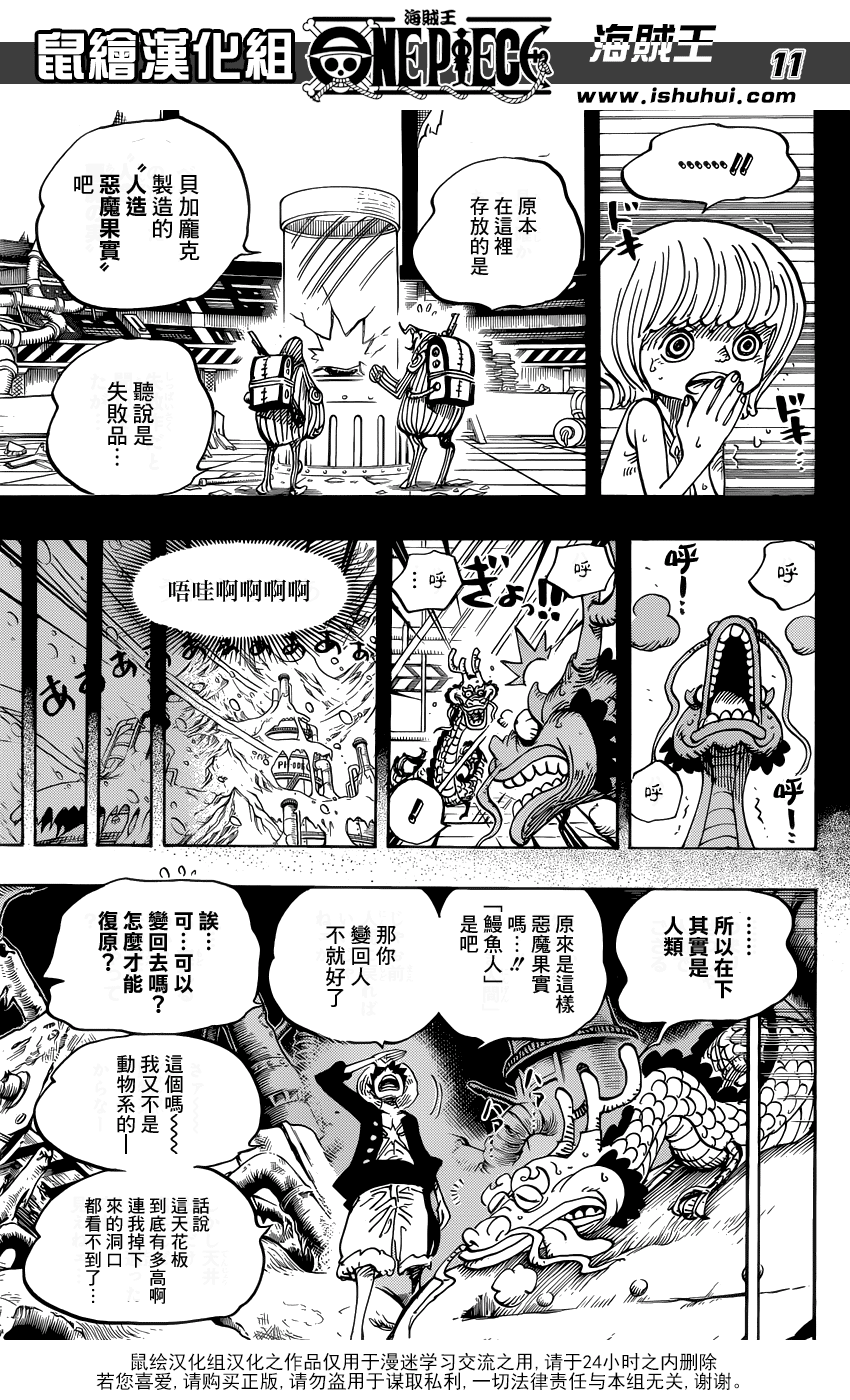 鼠繪漢化組
海賊王
ONE PIECE
海賊王
11
www.ishuhui.com
……!!
ドキ
ドキ
原本
在這裡
存放的是
貝加龐克
製造的
〝人造
惡魔果實〞
吧
聽說是
失敗品…
呼
呼ー…
呼
呼ー…
呼
ぎょっ!!
…呼
!!
唔哇啊啊啊啊
あぁあぁあぁ
……
所以在下
其實是
人類
原來是這樣
嗎…!!
惡魔果實
「鰻魚人」
是吧
那你
變回人
不就好了
誒…
可…可以
變回去嗎?
怎麼才能
復原?
這個嗎〜〜
我又不是
動物系的ー
話說
這天花板
到底有多高啊
連我掉下
來的洞口
都看不到了…
鼠绘汉化组汉化之作品仅用于漫迷学习交流之用, 请于24小时之内删除
若您喜爱, 请购买正版, 请勿盗用于谋取私利, 一切法律责任与本组无关, 谢谢。